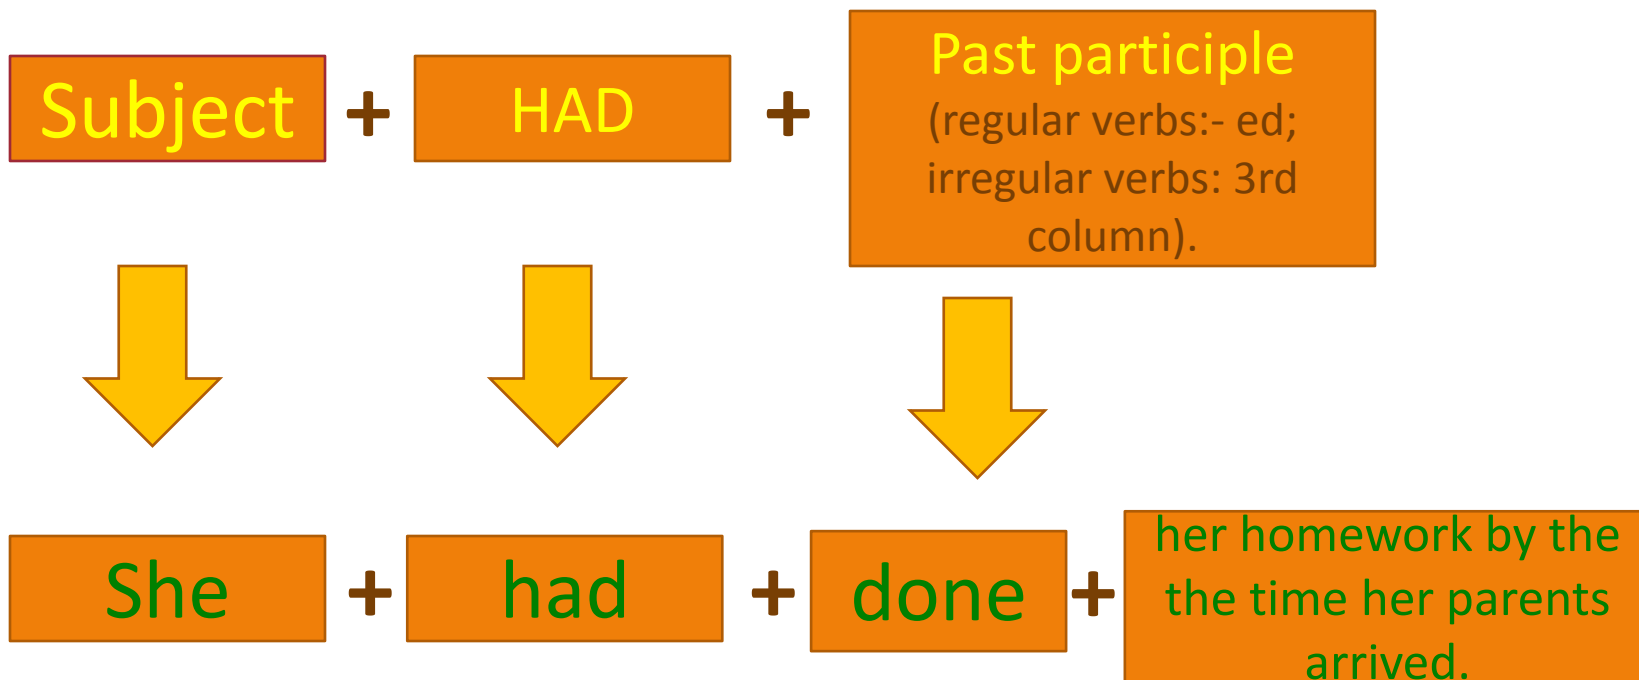 Subject + HAD + Past participle
(regular verbs:- ed;
irregular verbs: 3rd
column).
She + had + done + her homework by the
the time her parents
arrived.